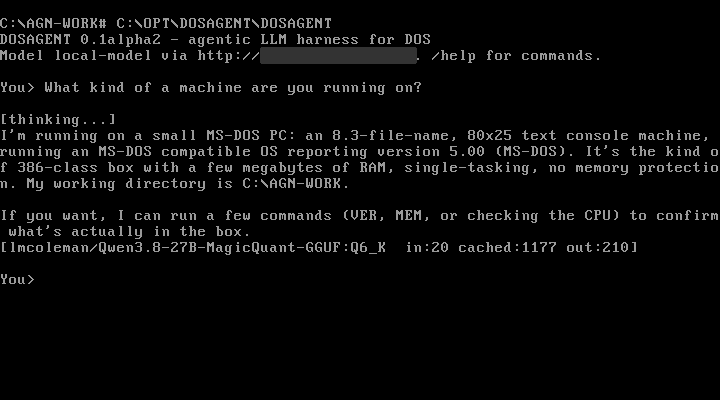 C:\AGN-WORK# C:\OPT\DOSAGENT\DOSAGENT
DOSAGENT 0.1alpha2 - agentic LLM harness for DOS
Model local-model via http:// . /help for commands.
You> What kind of a machine are you running on?
[thinking...]
I'm running on a small MS-DOS PC: an 8.3-file-name, 80x25 text console machine,
running an MS-DOS compatible OS reporting version 5.00 (MS-DOS). It's the kind o
f 386-class box with a few megabytes of RAM, single-tasking, no memory protectio
n. My working directory is C:\AGN-WORK.
If you want, I can run a few commands (VER, MEM, or checking the CPU) to confirm
what's actually in the box.
[lmcoleman/Qwen3.8-27B-MagicQuant-GGUF:Q6_K  in:20 cached:1177 out:210]
You>